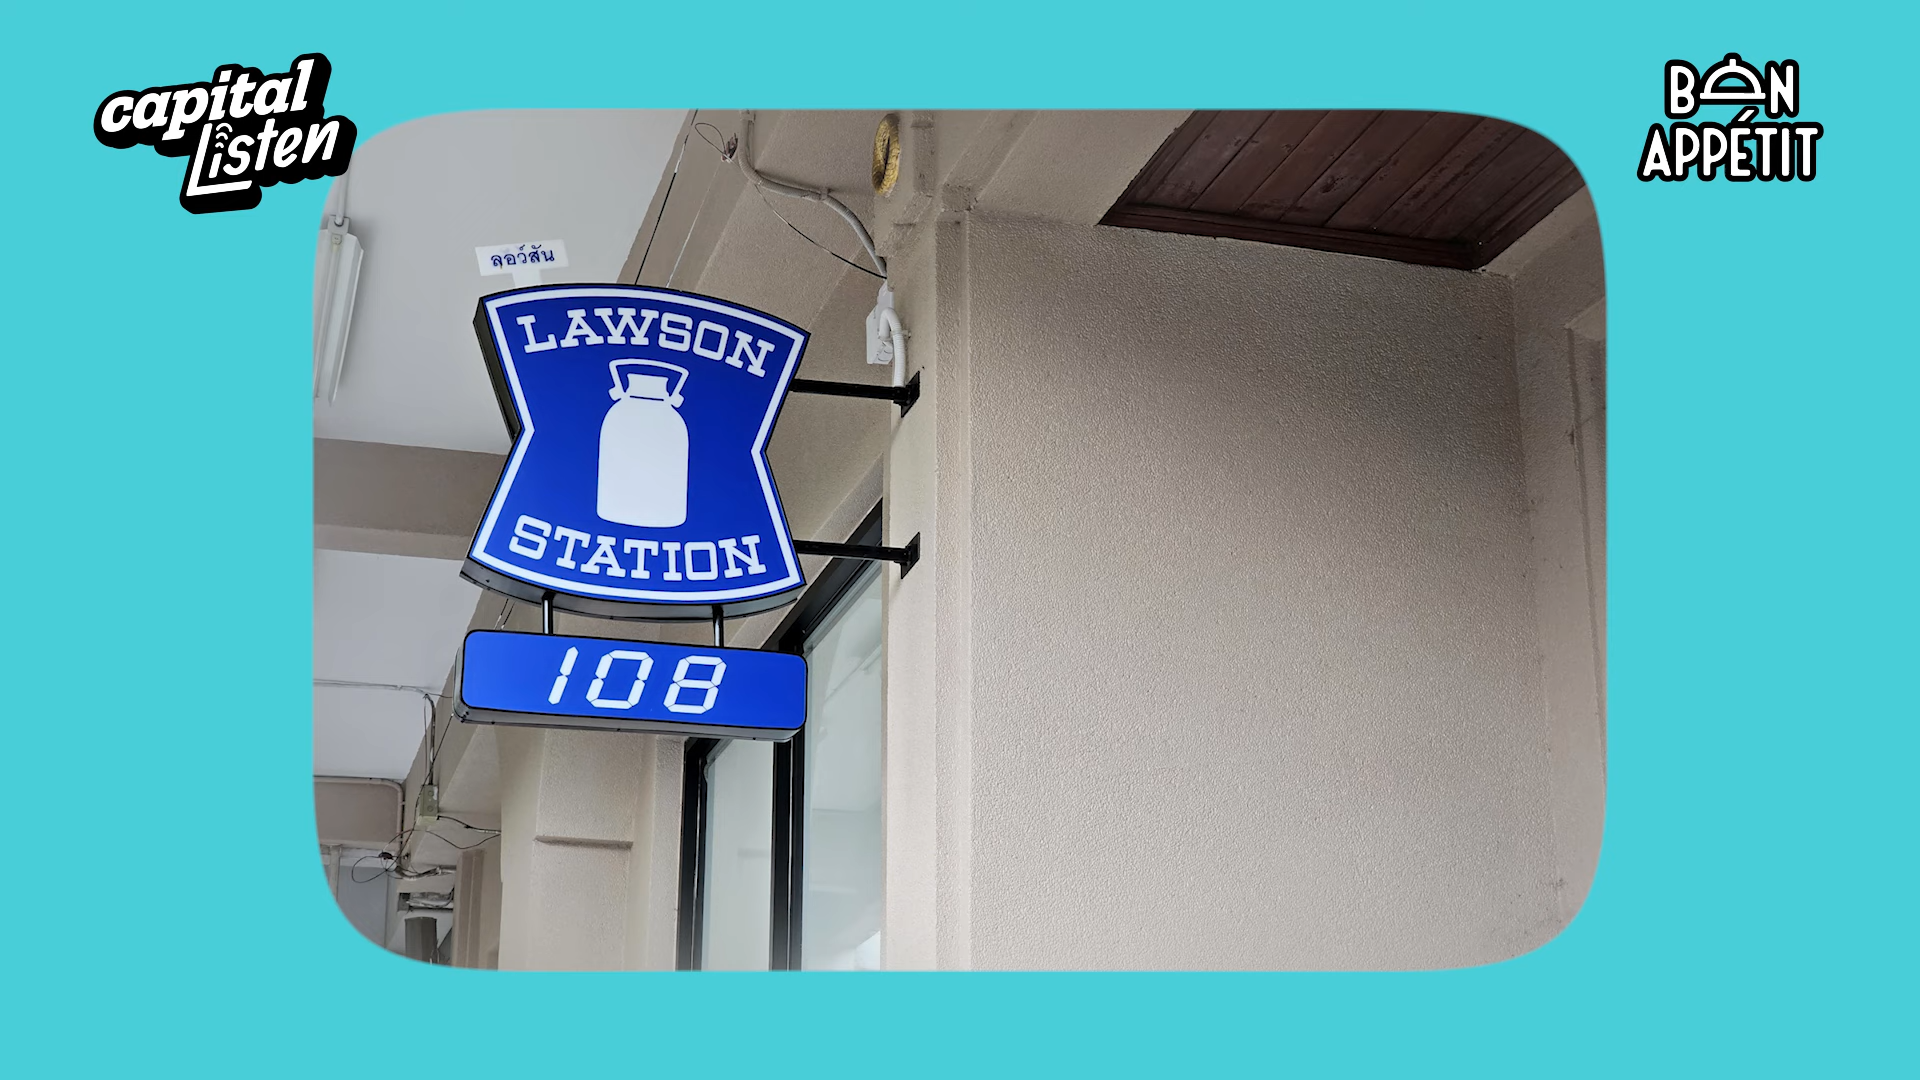 capital
Listen
BON
APPÉTIT
ลอว์สัน
LAWSON
STATION
108